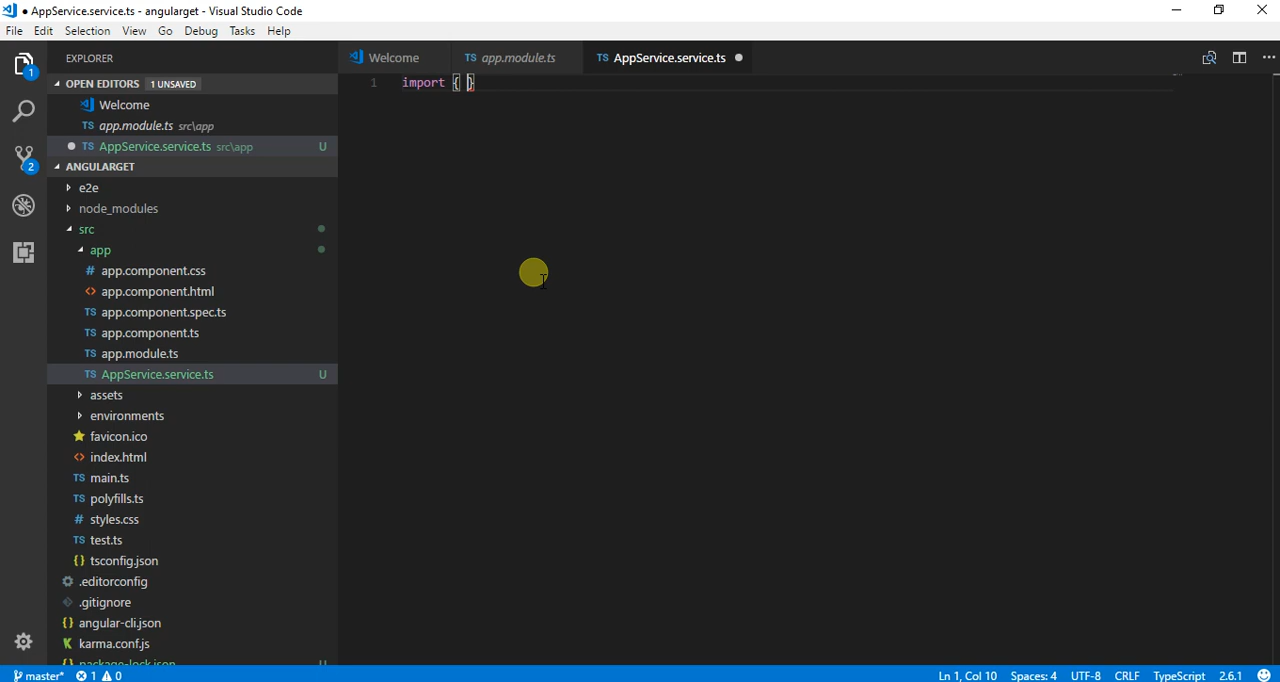 ● AppService.service.ts - angularget - Visual Studio Code
File Edit Selection View Go Debug Tasks Help
EXPLORER
OPEN EDITORS 1 UNSAVED
Welcome
TS app.module.ts src\app
● TS AppService.service.ts src\app U
ANGULARGET
e2e
node_modules
src
app
# app.component.css
<> app.component.html
TS app.component.spec.ts
TS app.component.ts
TS app.module.ts
TS AppService.service.ts U
assets
environments
favicon.ico
<> index.html
TS main.ts
TS polyfills.ts
# styles.css
TS test.ts
{} tsconfig.json
.editorconfig
.gitignore
{} angular-cli.json
K karma.conf.js
{} package-lock.json U
1
2
Welcome TS app.module.ts TS AppService.service.ts ●
1 import { }
master* 1 0 Ln 1, Col 10 Spaces: 4 UTF-8 CRLF TypeScript 2.6.1